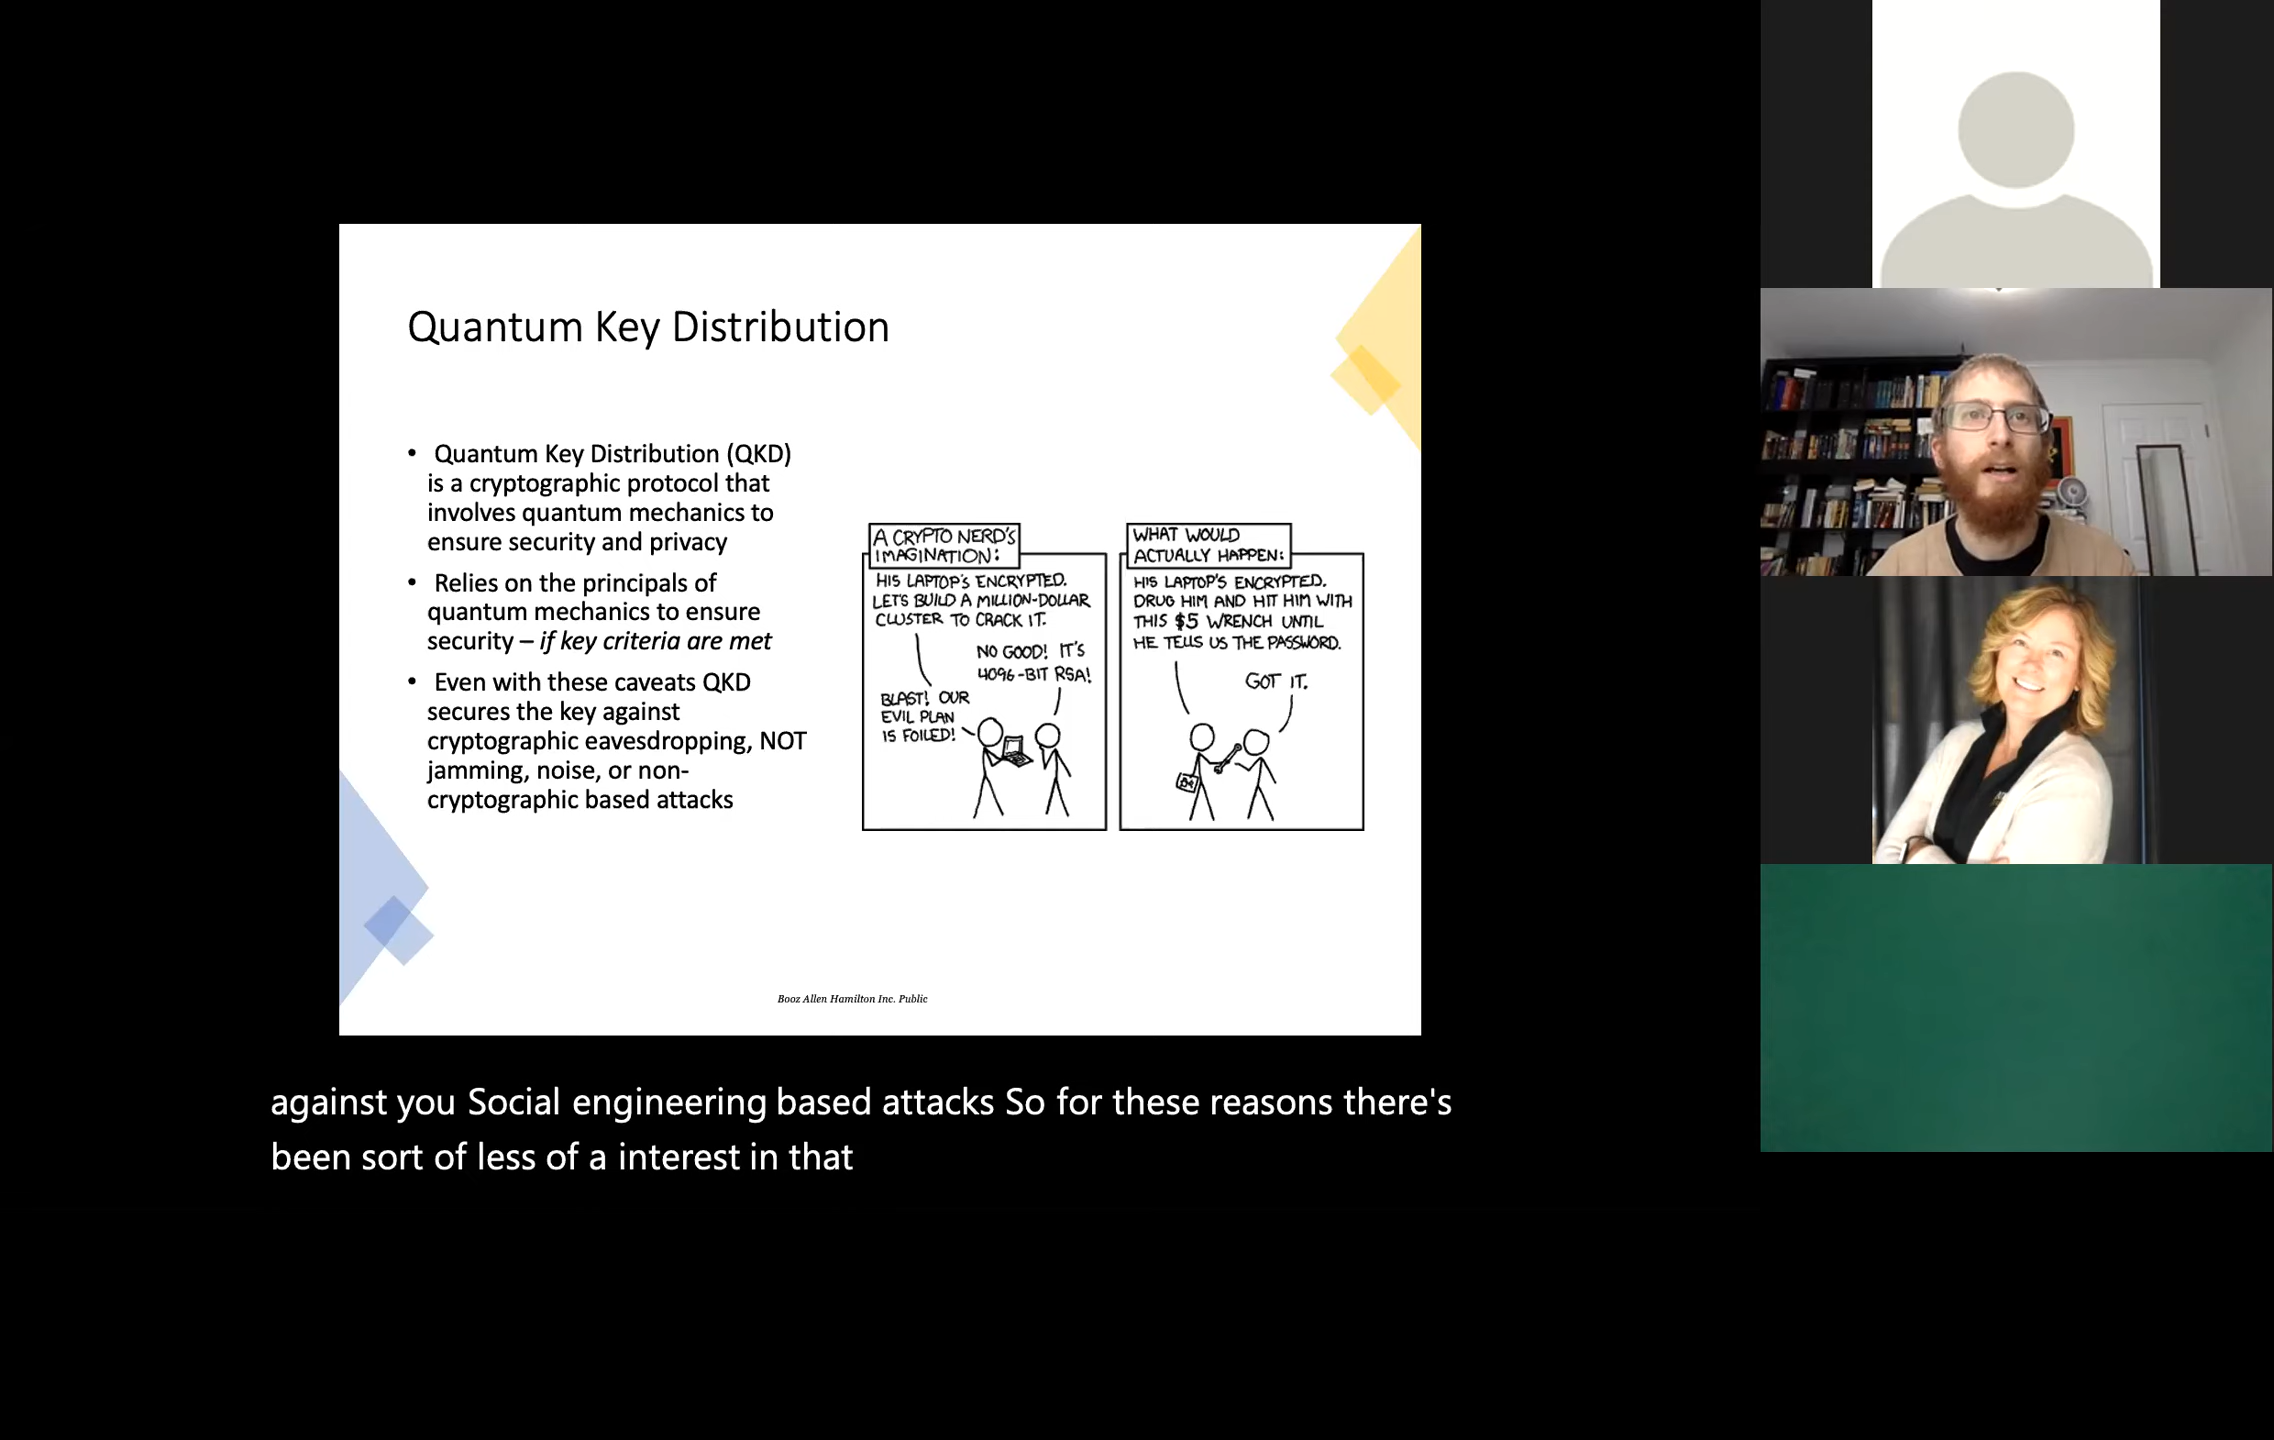 Quantum Key Distribution
• Quantum Key Distribution (QKD)
is a cryptographic protocol that
involves quantum mechanics to
ensure security and privacy
• Relies on the principals of
quantum mechanics to ensure
security – if key criteria are met
• Even with these caveats QKD
secures the key against
cryptographic eavesdropping, NOT
jamming, noise, or non-
cryptographic based attacks
A CRYPTO NERD'S
IMAGINATION:
HIS LAPTOP'S ENCRYPTED.
LET'S BUILD A MILLION-DOLLAR
CLUSTER TO CRACK IT.
NO GOOD! IT'S
4096-BIT RSA!
BLAST! OUR
EVIL PLAN
IS FOILED!
WHAT WOULD
ACTUALLY HAPPEN:
HIS LAPTOP'S ENCRYPTED.
DRUG HIM AND HIT HIM WITH
THIS $5 WRENCH UNTIL
HE TELLS US THE PASSWORD.
GOT IT.
Booz Allen Hamilton Inc. Public
against you Social engineering based attacks So for these reasons there's
been sort of less of a interest in that